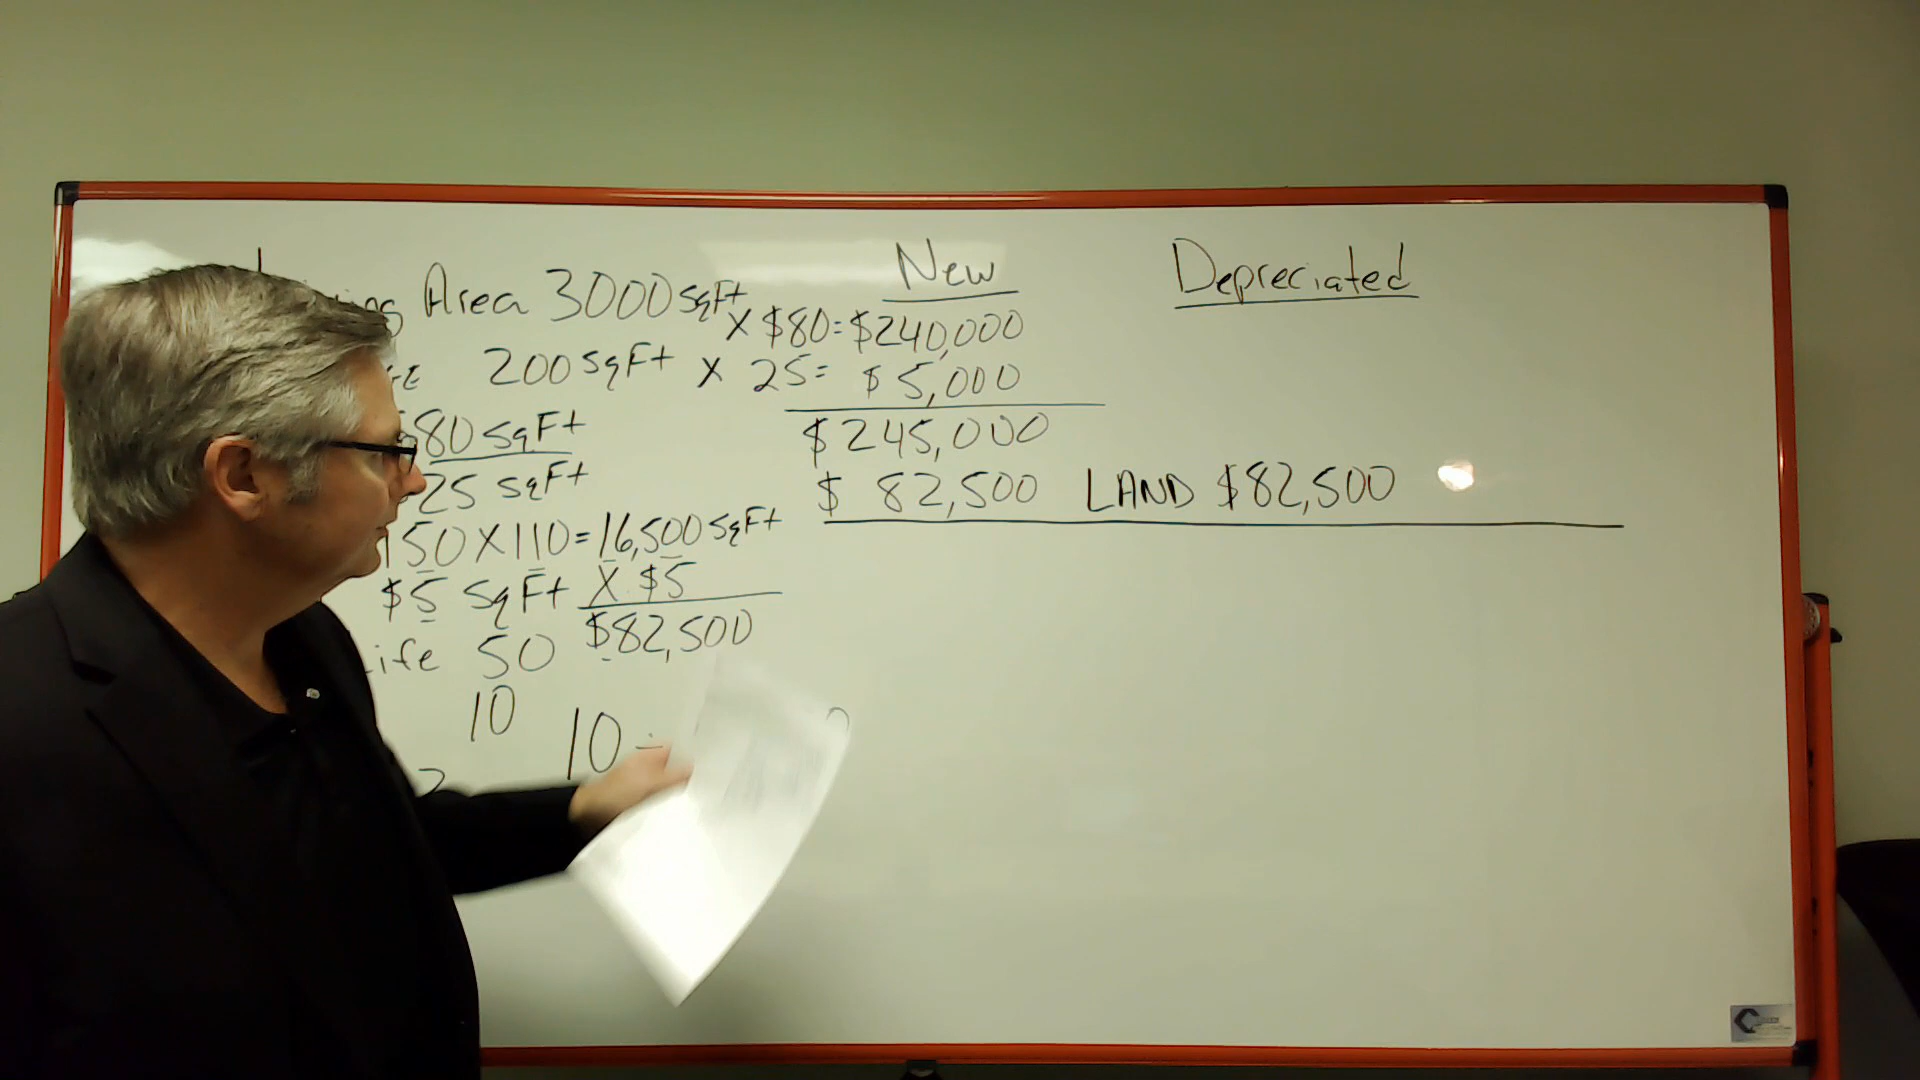 Area 3000 SqFt X $80 = $240,000
200 SqFt X 25 = $5,000
80 SqFt
25 SqFt
150 X 110 = 16,500 SqFt
$5 SqFt X $5
Life 50 $82,500
10
10 ÷
New
$245,000
$ 82,500 LAND $82,500
Depreciated